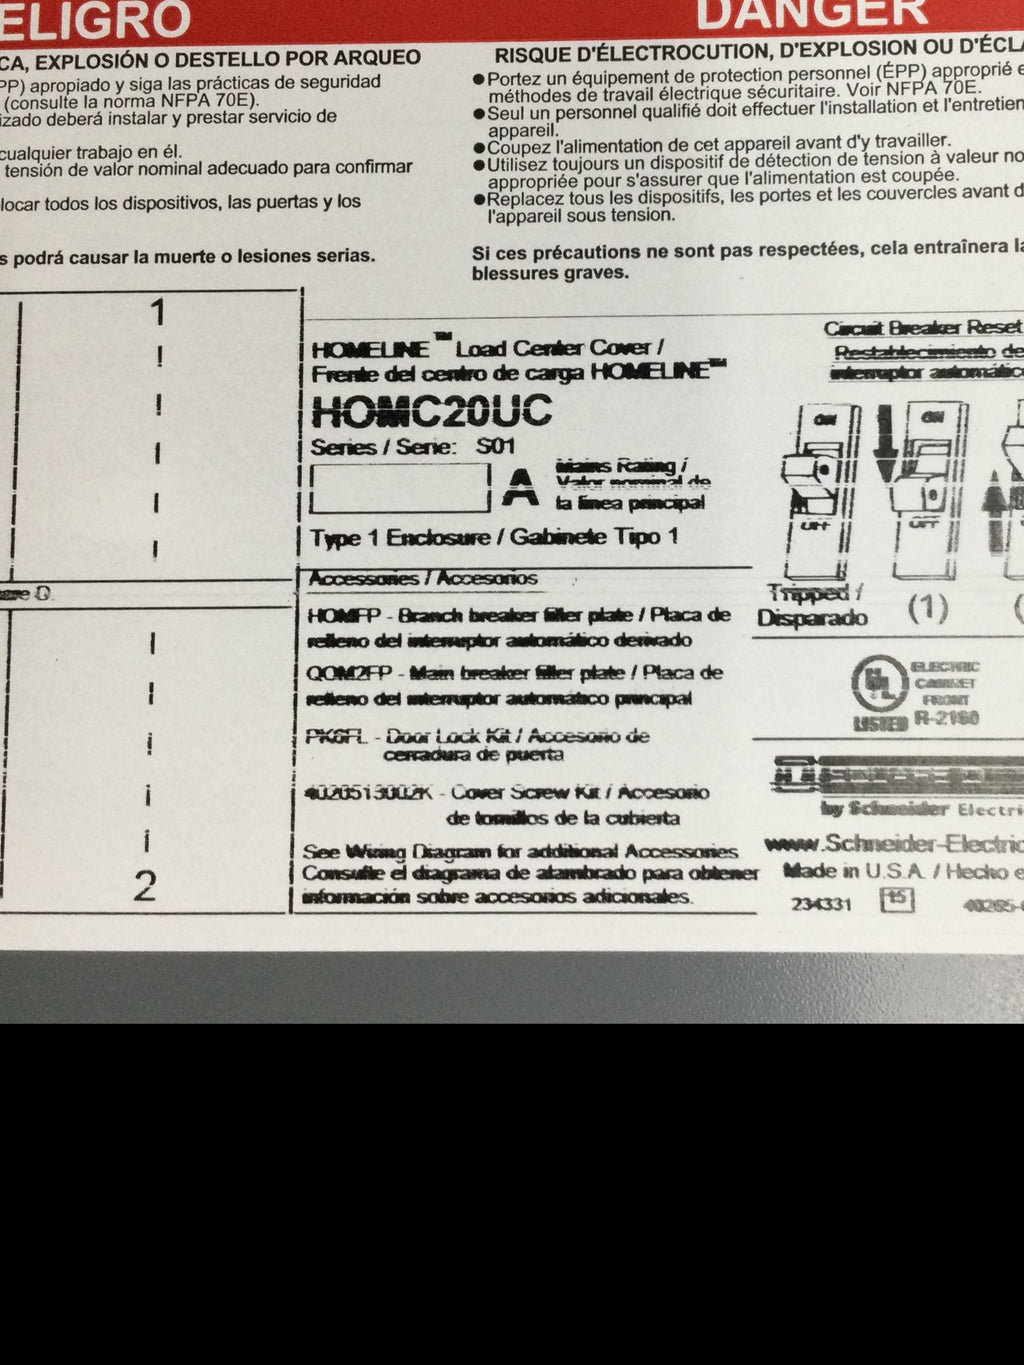 ELIGRO
CA, EXPLOSIÓN O DESTELLO POR ARQUEO
PP) apropiado y siga las prácticas de seguridad
(consulte la norma NFPA 70E).
izado deberá instalar y prestar servicio de
cualquier trabajo en él.
tensión de valor nominal adecuado para confirmar
locar todos los dispositivos, las puertas y los
s podrá causar la muerte o lesiones serias.
DANGER
RISQUE D'ÉLECTROCUTION, D'EXPLOSION OU D'ÉCLA
●Portez un équipement de protection personnel (ÉPP) approprié e
méthodes de travail électrique sécuritaire. Voir NFPA 70E.
●Seul un personnel qualifié doit effectuer l'installation et l'entretien
appareil.
●Coupez l'alimentation de cet appareil avant d'y travailler.
●Utilisez toujours un dispositif de détection de tension à valeur no
appropriée pour s'assurer que l'alimentation est coupée.
●Replacez tous les dispositifs, les portes et les couvercles avant d
l'appareil sous tension.
Si ces précautions ne sont pas respectées, cela entraînera la
blessures graves.
1
are D.
2
HOMELINE™ Load Center Cover /
Frente del centro de carga HOMELINE™
HOMC20UC
Series / Serie: S01
A
Mains Rating /
Valor nominal de
la línea principal
Type 1 Enclosure / Gabinete Tipo 1
Accessories / Accesorios
HOMFP - Branch breaker filler plate / Placa de
relleno del interruptor automático derivado
QOM2FP - Main breaker filler plate / Placa de
relleno del interruptor automático principal
PK6FL - Door Lock Kit / Accesorio de
cerradura de puerta
4020513002K - Cover Screw Kit / Accesorio
de tornillos de la cubierta
See Wiring Diagram for additional Accessories
Consulte el diagrama de alambrado para obtener
información sobre accesorios adicionales.
Circuit Breaker Reset
Restablecimiento de
interruptor automático
ON
OFF
ON
OFF
Tripped /
Disparado
(1)
(
UL
LISTED
ELECTRIC
CABINET
FRONT
R-2160
SQUARE D
by Schneider Electri
www.Schneider-Electric
Made in U.S.A. / Hecho e
234331
15
40265-